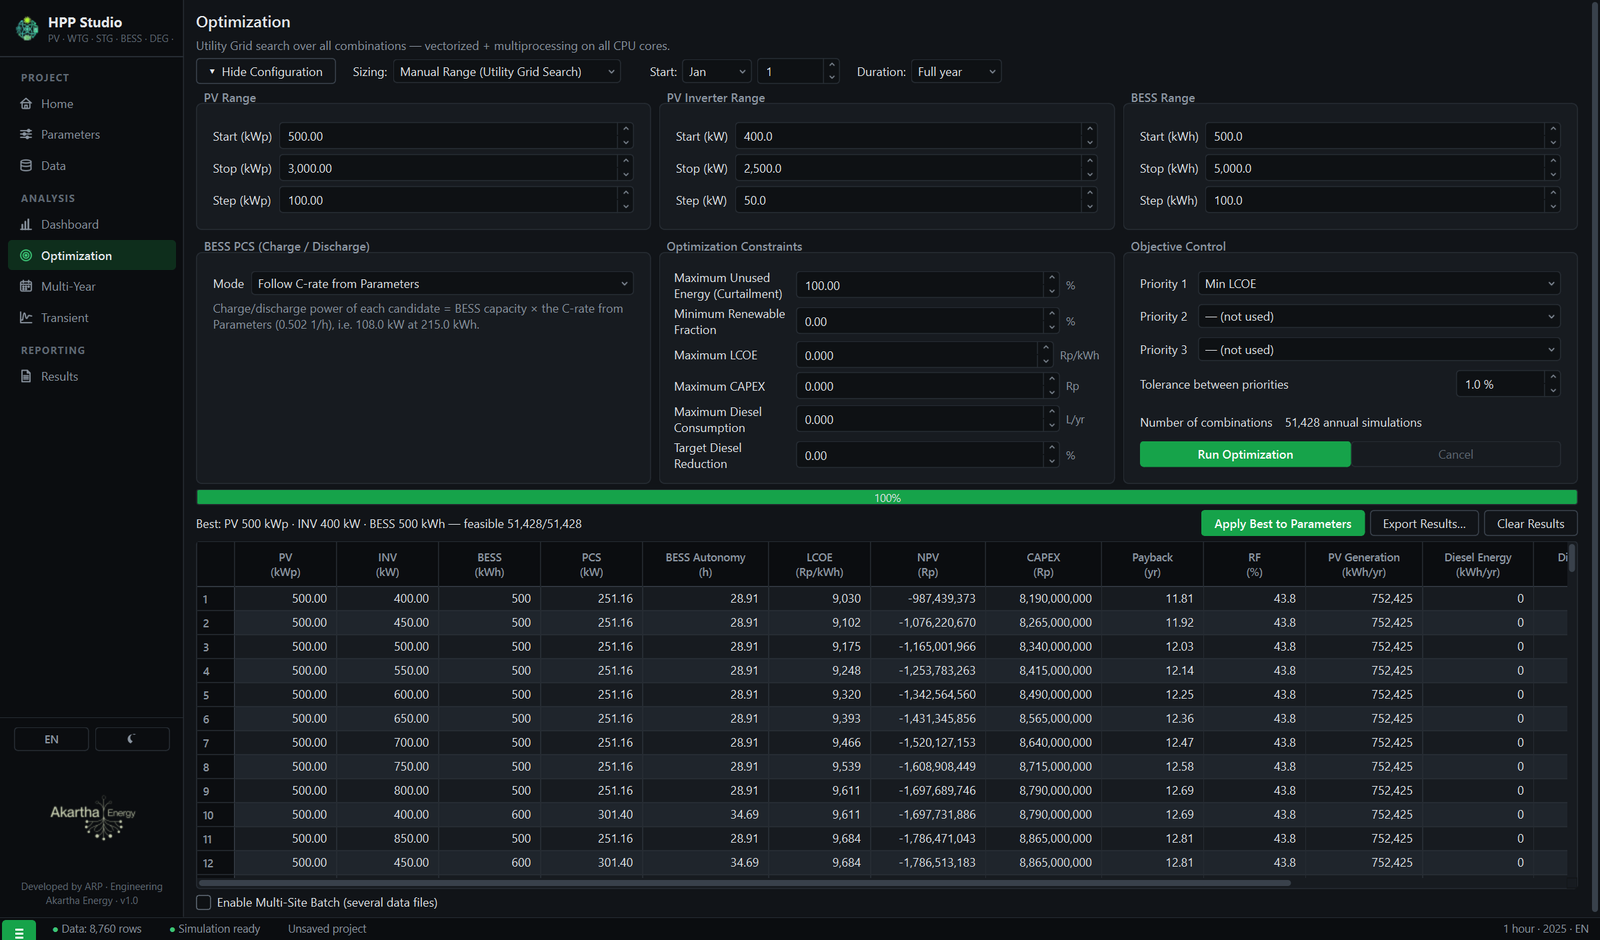 HPP Studio
PV · WTG · STG · BESS · DEG ·
PROJECT
Home
Parameters
Data
ANALYSIS
Dashboard
Optimization
Multi-Year
Transient
REPORTING
Results
EN
Akartha Energy
Developed by ARP · Engineering
Akartha Energy · v1.0
Optimization
Utility Grid search over all combinations — vectorized + multiprocessing on all CPU cores.
▼ Hide Configuration Sizing: Manual Range (Utility Grid Search) Start: Jan 1 Duration: Full year
PV Range
Start (kWp) 500.00
Stop (kWp) 3,000.00
Step (kWp) 100.00
PV Inverter Range
Start (kW) 400.0
Stop (kW) 2,500.0
Step (kW) 50.0
BESS Range
Start (kWh) 500.0
Stop (kWh) 5,000.0
Step (kWh) 100.0
BESS PCS (Charge / Discharge)
Mode Follow C-rate from Parameters
Charge/discharge power of each candidate = BESS capacity × the C-rate from
Parameters (0.502 1/h), i.e. 108.0 kW at 215.0 kWh.
Optimization Constraints
Maximum Unused
Energy (Curtailment) 100.00 %
Minimum Renewable
Fraction 0.00 %
Maximum LCOE 0.000 Rp/kWh
Maximum CAPEX 0.000 Rp
Maximum Diesel
Consumption 0.000 L/yr
Target Diesel
Reduction 0.00 %
Objective Control
Priority 1 Min LCOE
Priority 2 — (not used)
Priority 3 — (not used)
Tolerance between priorities 1.0 %
Number of combinations 51,428 annual simulations
Run Optimization Cancel
100%
Best: PV 500 kWp · INV 400 kW · BESS 500 kWh — feasible 51,428/51,428
Apply Best to Parameters Export Results... Clear Results
PV INV BESS PCS BESS Autonomy LCOE NPV CAPEX Payback RF PV Generation Diesel Energy Di
(kWp) (kW) (kWh) (kW) (h) (Rp/kWh) (Rp) (Rp) (yr) (%) (kWh/yr) (kWh/yr)
1 500.00 400.00 500 251.16 28.91 9,030 -987,439,373 8,190,000,000 11.81 43.8 752,425 0
2 500.00 450.00 500 251.16 28.91 9,102 -1,076,220,670 8,265,000,000 11.92 43.8 752,425 0
3 500.00 500.00 500 251.16 28.91 9,175 -1,165,001,966 8,340,000,000 12.03 43.8 752,425 0
4 500.00 550.00 500 251.16 28.91 9,248 -1,253,783,263 8,415,000,000 12.14 43.8 752,425 0
5 500.00 600.00 500 251.16 28.91 9,320 -1,342,564,560 8,490,000,000 12.25 43.8 752,425 0
6 500.00 650.00 500 251.16 28.91 9,393 -1,431,345,856 8,565,000,000 12.36 43.8 752,425 0
7 500.00 700.00 500 251.16 28.91 9,466 -1,520,127,153 8,640,000,000 12.47 43.8 752,425 0
8 500.00 750.00 500 251.16 28.91 9,539 -1,608,908,449 8,715,000,000 12.58 43.8 752,425 0
9 500.00 800.00 500 251.16 28.91 9,611 -1,697,689,746 8,790,000,000 12.69 43.8 752,425 0
10 500.00 400.00 600 301.40 34.69 9,611 -1,697,731,886 8,790,000,000 12.69 43.8 752,425 0
11 500.00 850.00 500 251.16 28.91 9,684 -1,786,471,043 8,865,000,000 12.81 43.8 752,425 0
12 500.00 450.00 600 301.40 34.69 9,684 -1,786,513,183 8,865,000,000 12.81 43.8 752,425 0
Enable Multi-Site Batch (several data files)
Data: 8,760 rows Simulation ready Unsaved project 1 hour · 2025 · EN